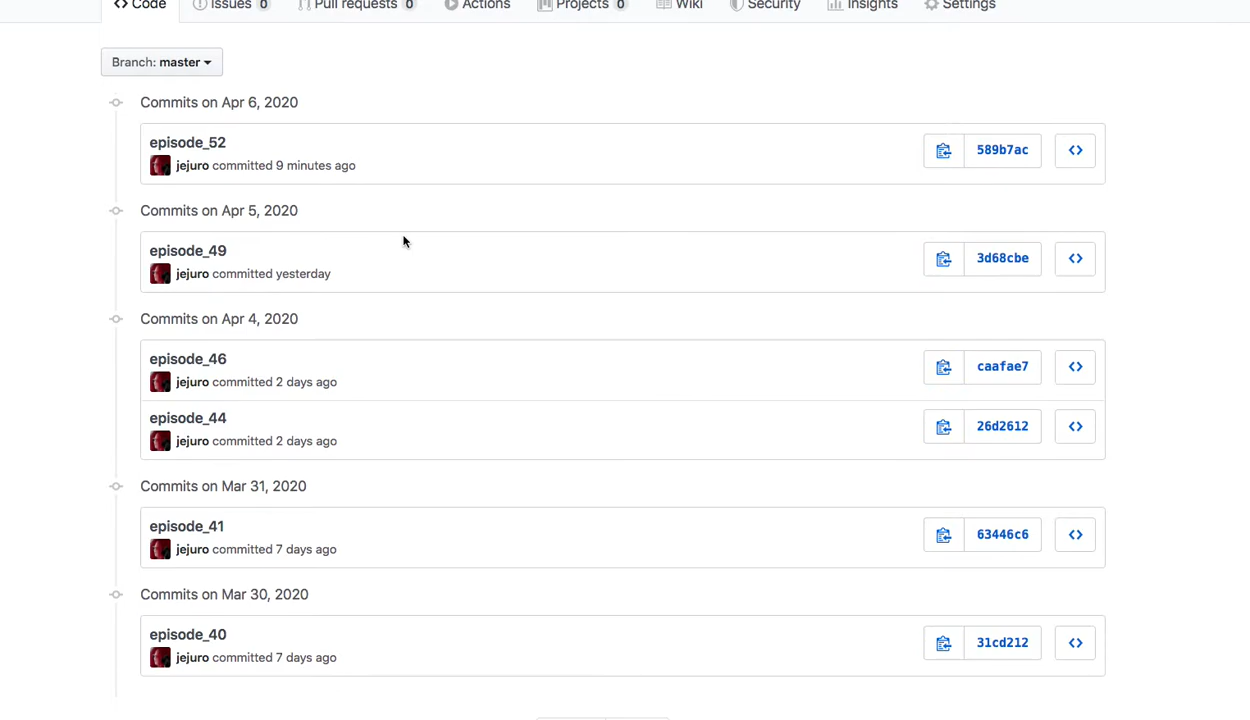 Code Issues 0 Pull requests 0 Actions Projects 0 Wiki Security Insights Settings
Branch: master
Commits on Apr 6, 2020
episode_52
jejuro committed 9 minutes ago
589b7ac
Commits on Apr 5, 2020
episode_49
jejuro committed yesterday
3d68cbe
Commits on Apr 4, 2020
episode_46
jejuro committed 2 days ago
caafae7
episode_44
jejuro committed 2 days ago
26d2612
Commits on Mar 31, 2020
episode_41
jejuro committed 7 days ago
63446c6
Commits on Mar 30, 2020
episode_40
jejuro committed 7 days ago
31cd212